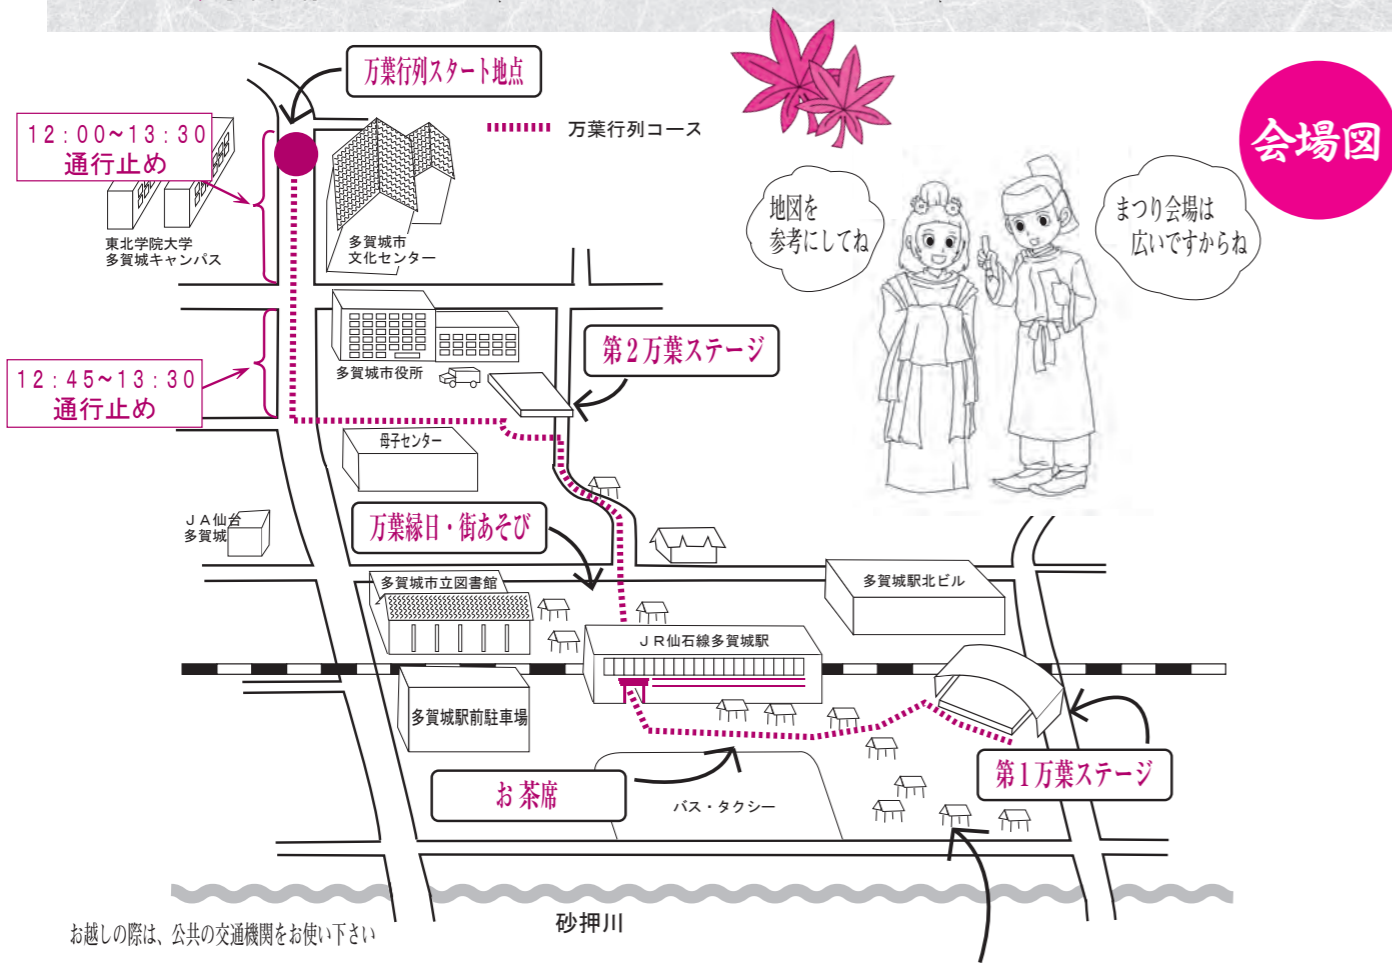 会場図
万葉行列スタート地点
万葉行列コース
12:00~13:30
通行止め
東北学院大学
多賀城キャンパス
多賀城市
文化センター
地図を
参考にしてね
まつり会場は
広いですからね
12:45~13:30
通行止め
多賀城市役所
第2万葉ステージ
母子センター
JA仙台
多賀城
万葉縁日・街あそび
多賀城市立図書館
多賀城駅北ビル
JR仙石線多賀城駅
多賀城駅前駐車場
お茶席
バス・タクシー
第1万葉ステージ
砂押川
お越しの際は、公共の交通機関をお使い下さい